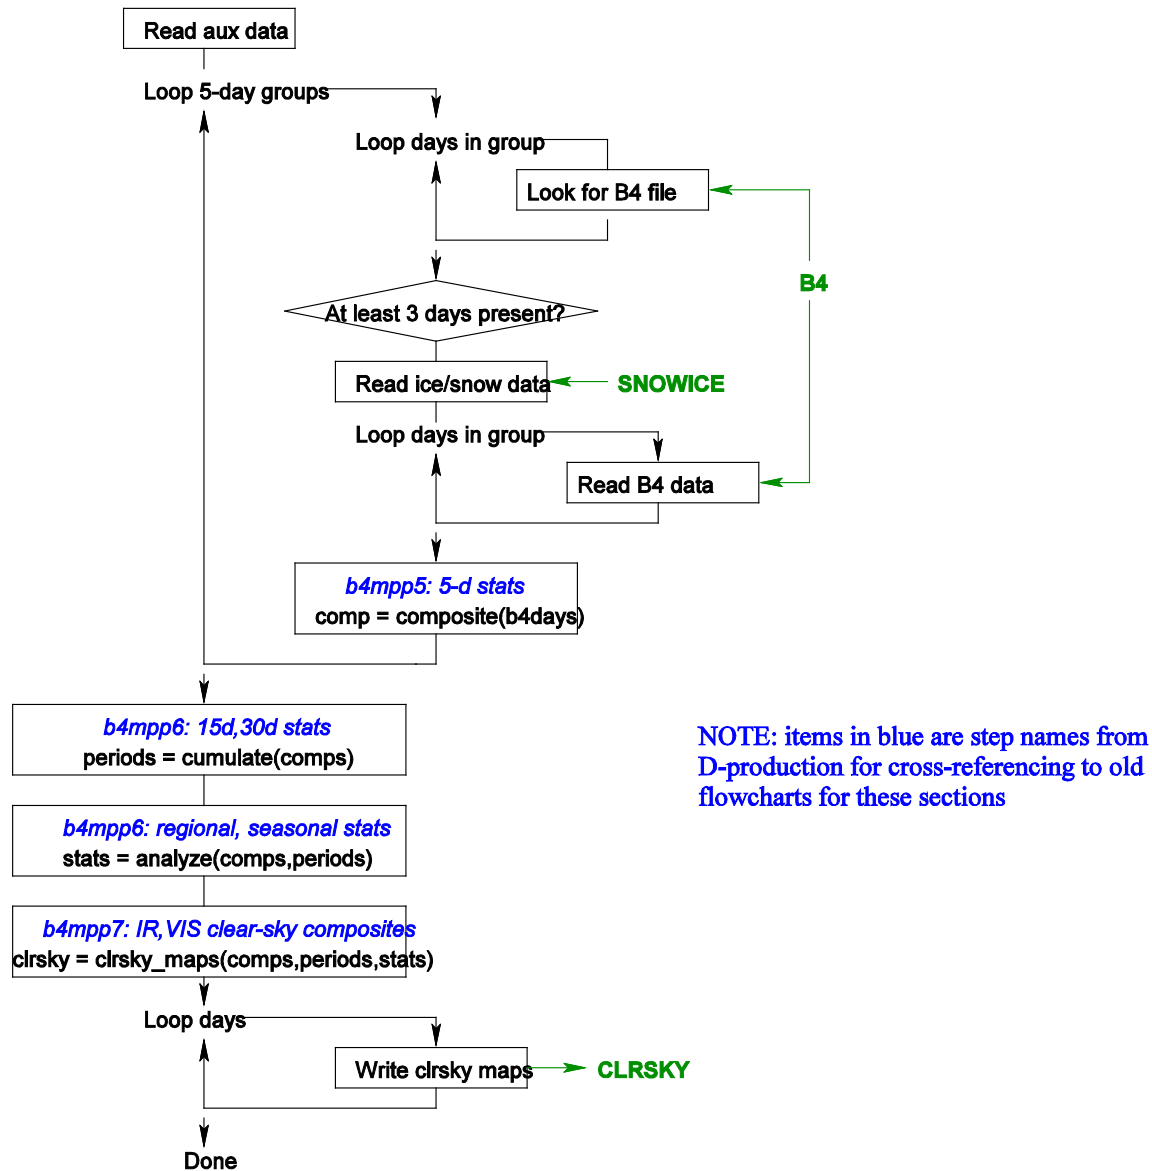 Read aux data
Loop 5-day groups
Loop days in group
Look for B4 file
B4
At least 3 days present?
Read ice/snow data
SNOWICE
Loop days in group
Read B4 data
b4mpp5: 5-d stats
comp = composite(b4days)
b4mpp6: 15d,30d stats
periods = cumulate(comps)
NOTE: items in blue are step names from
D-production for cross-referencing to old
flowcharts for these sections
b4mpp6: regional, seasonal stats
stats = analyze(comps,periods)
b4mpp7: IR,VIS clear-sky composites
clrsky = clrsky_maps(comps,periods,stats)
Loop days
Write clrsky maps
CLRSKY
Done